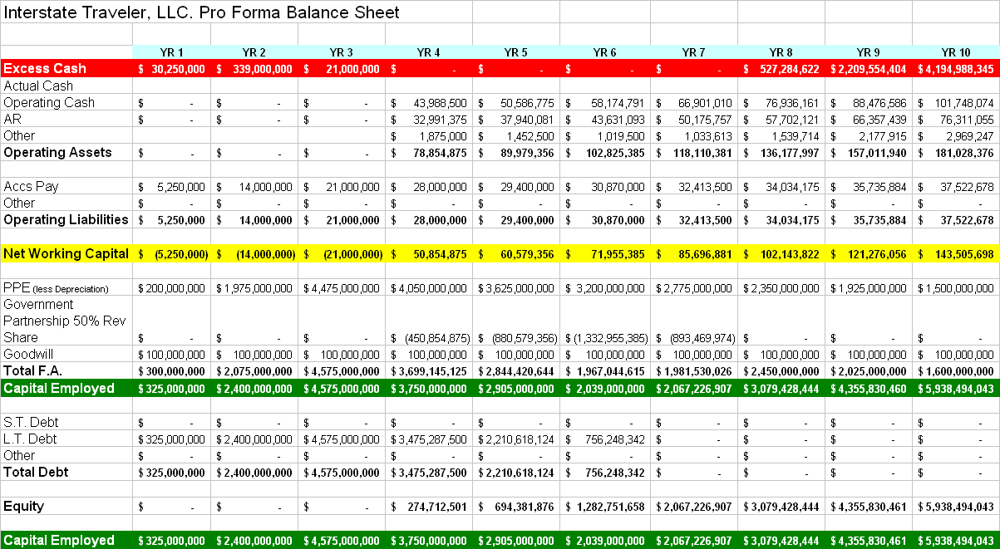 Interstate Traveler, LLC. Pro Forma Balance Sheet
YR 1 YR 2 YR 3 YR 4 YR 5 YR 6 YR 7 YR 8 YR 9 YR 10
Excess Cash $ 30,250,000 $ 339,000,000 $ 21,000,000 $ - $ - $ - $ - $ 527,284,622 $ 2,209,554,404 $ 4,194,988,345
Actual Cash
Operating Cash $ - $ - $ - $ 43,988,500 $ 50,586,775 $ 58,174,791 $ 66,901,010 $ 76,936,161 $ 88,476,586 $ 101,748,074
AR $ - $ - $ - $ 32,991,375 $ 37,940,081 $ 43,631,093 $ 50,175,757 $ 57,702,121 $ 66,357,439 $ 76,311,055
Other $ 1,875,000 $ 1,452,500 $ 1,019,500 $ 1,033,613 $ 1,539,714 $ 2,177,915 $ 2,969,247
Operating Assets $ - $ - $ - $ 78,854,875 $ 89,979,356 $ 102,825,385 $ 118,110,381 $ 136,177,997 $ 157,011,940 $ 181,028,376
Accs Pay $ 5,250,000 $ 14,000,000 $ 21,000,000 $ 28,000,000 $ 29,400,000 $ 30,870,000 $ 32,413,500 $ 34,034,175 $ 35,735,884 $ 37,522,678
Other $ - $ - $ - $ - $ - $ - $ - $ - $ - $ -
Operating Liabilities $ 5,250,000 $ 14,000,000 $ 21,000,000 $ 28,000,000 $ 29,400,000 $ 30,870,000 $ 32,413,500 $ 34,034,175 $ 35,735,884 $ 37,522,678
Net Working Capital $ (5,250,000) $ (14,000,000) $ (21,000,000) $ 50,854,875 $ 60,579,356 $ 71,955,385 $ 85,696,881 $ 102,143,822 $ 121,276,056 $ 143,505,698
PPE (less Depreciation) $ 200,000,000 $ 1,975,000,000 $ 4,475,000,000 $ 4,050,000,000 $ 3,625,000,000 $ 3,200,000,000 $ 2,775,000,000 $ 2,350,000,000 $ 1,925,000,000 $ 1,500,000,000
Government
Partnership 50% Rev
Share $ - $ - $ - $ (450,854,875) $ (880,579,356) $ (1,332,955,385) $ (893,469,974) $ - $ - $ -
Goodwill $ 100,000,000 $ 100,000,000 $ 100,000,000 $ 100,000,000 $ 100,000,000 $ 100,000,000 $ 100,000,000 $ 100,000,000 $ 100,000,000 $ 100,000,000
Total F.A. $ 300,000,000 $ 2,075,000,000 $ 4,575,000,000 $ 3,699,145,125 $ 2,844,420,644 $ 1,967,044,615 $ 1,981,530,026 $ 2,450,000,000 $ 2,025,000,000 $ 1,600,000,000
Capital Employed $ 325,000,000 $ 2,400,000,000 $ 4,575,000,000 $ 3,750,000,000 $ 2,905,000,000 $ 2,039,000,000 $ 2,067,226,907 $ 3,079,428,444 $ 4,355,830,460 $ 5,938,494,043
S.T. Debt $ - $ - $ - $ - $ - $ - $ - $ - $ - $ -
L.T. Debt $ 325,000,000 $ 2,400,000,000 $ 4,575,000,000 $ 3,475,287,500 $ 2,210,618,124 $ 756,248,342 $ - $ - $ - $ -
Other $ - $ - $ - $ - $ - $ - $ - $ - $ - $ -
Total Debt $ 325,000,000 $ 2,400,000,000 $ 4,575,000,000 $ 3,475,287,500 $ 2,210,618,124 $ 756,248,342 $ - $ - $ - $ -
Equity $ - $ - $ - $ 274,712,501 $ 694,381,876 $ 1,282,751,658 $ 2,067,226,907 $ 3,079,428,444 $ 4,355,830,461 $ 5,938,494,043
Capital Employed $ 325,000,000 $ 2,400,000,000 $ 4,575,000,000 $ 3,750,000,000 $ 2,905,000,000 $ 2,039,000,000 $ 2,067,226,907 $ 3,079,428,444 $ 4,355,830,461 $ 5,938,494,043